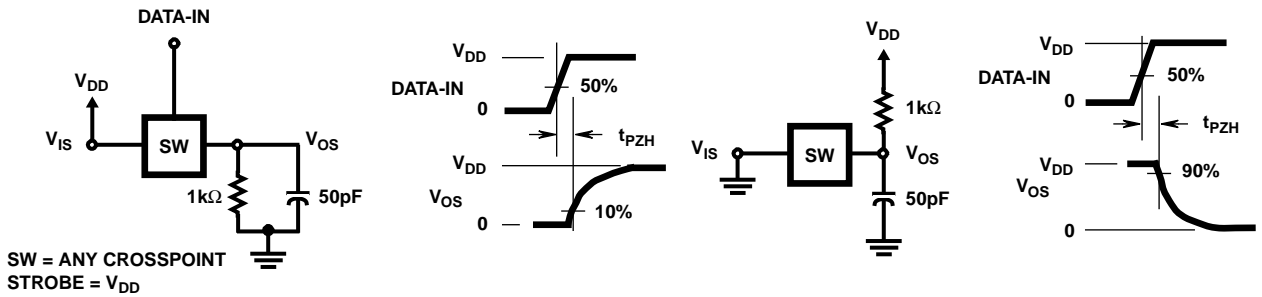 DATA-IN
V_DD
V_IS
SW
V_OS
1kΩ
50pF
SW = ANY CROSSPOINT
STROBE = V_DD
V_DD
DATA-IN
50%
0
t_PZH
V_DD
V_OS
10%
0
V_DD
1kΩ
V_IS
SW
V_OS
50pF
V_DD
DATA-IN
50%
0
t_PZH
V_DD
90%
V_OS
0